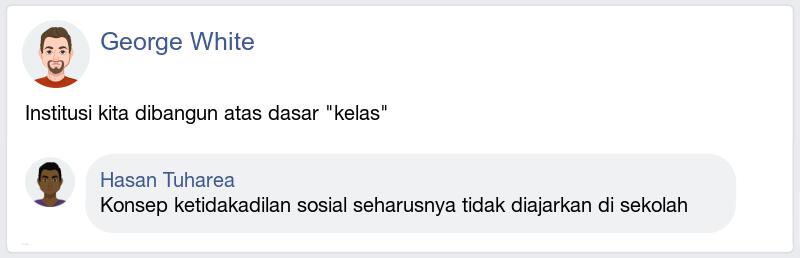 George White
Institusi kita dibangun atas dasar "kelas"
Hasan Tuharea
Konsep ketidakadilan sosial seharusnya tidak diajarkan di sekolah